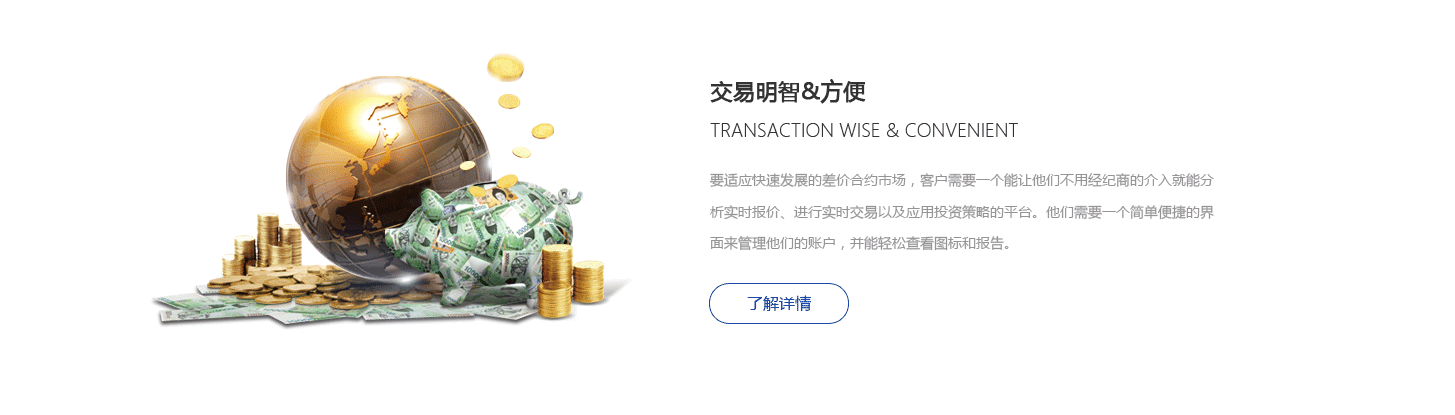 交易明智&方便
TRANSACTION WISE & CONVENIENT
要适应快速发展的差价合约市场，客户需要一个能让他们不用经纪商的介入就能分
析实时报价、进行实时交易以及应用投资策略的平台。他们需要一个简单便捷的界
面来管理他们的账户，并能轻松查看图标和报告。
了解详情